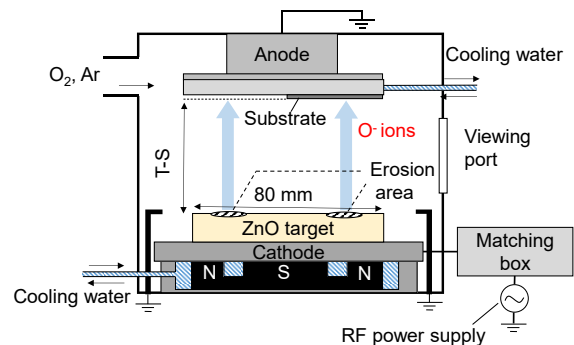 Anode
Cooling water
O₂, Ar
Substrate
O⁻ ions
Viewing
port
T-S
Erosion
area
80 mm
ZnO target
Cathode
Matching
box
N S N
Cooling water
RF power supply